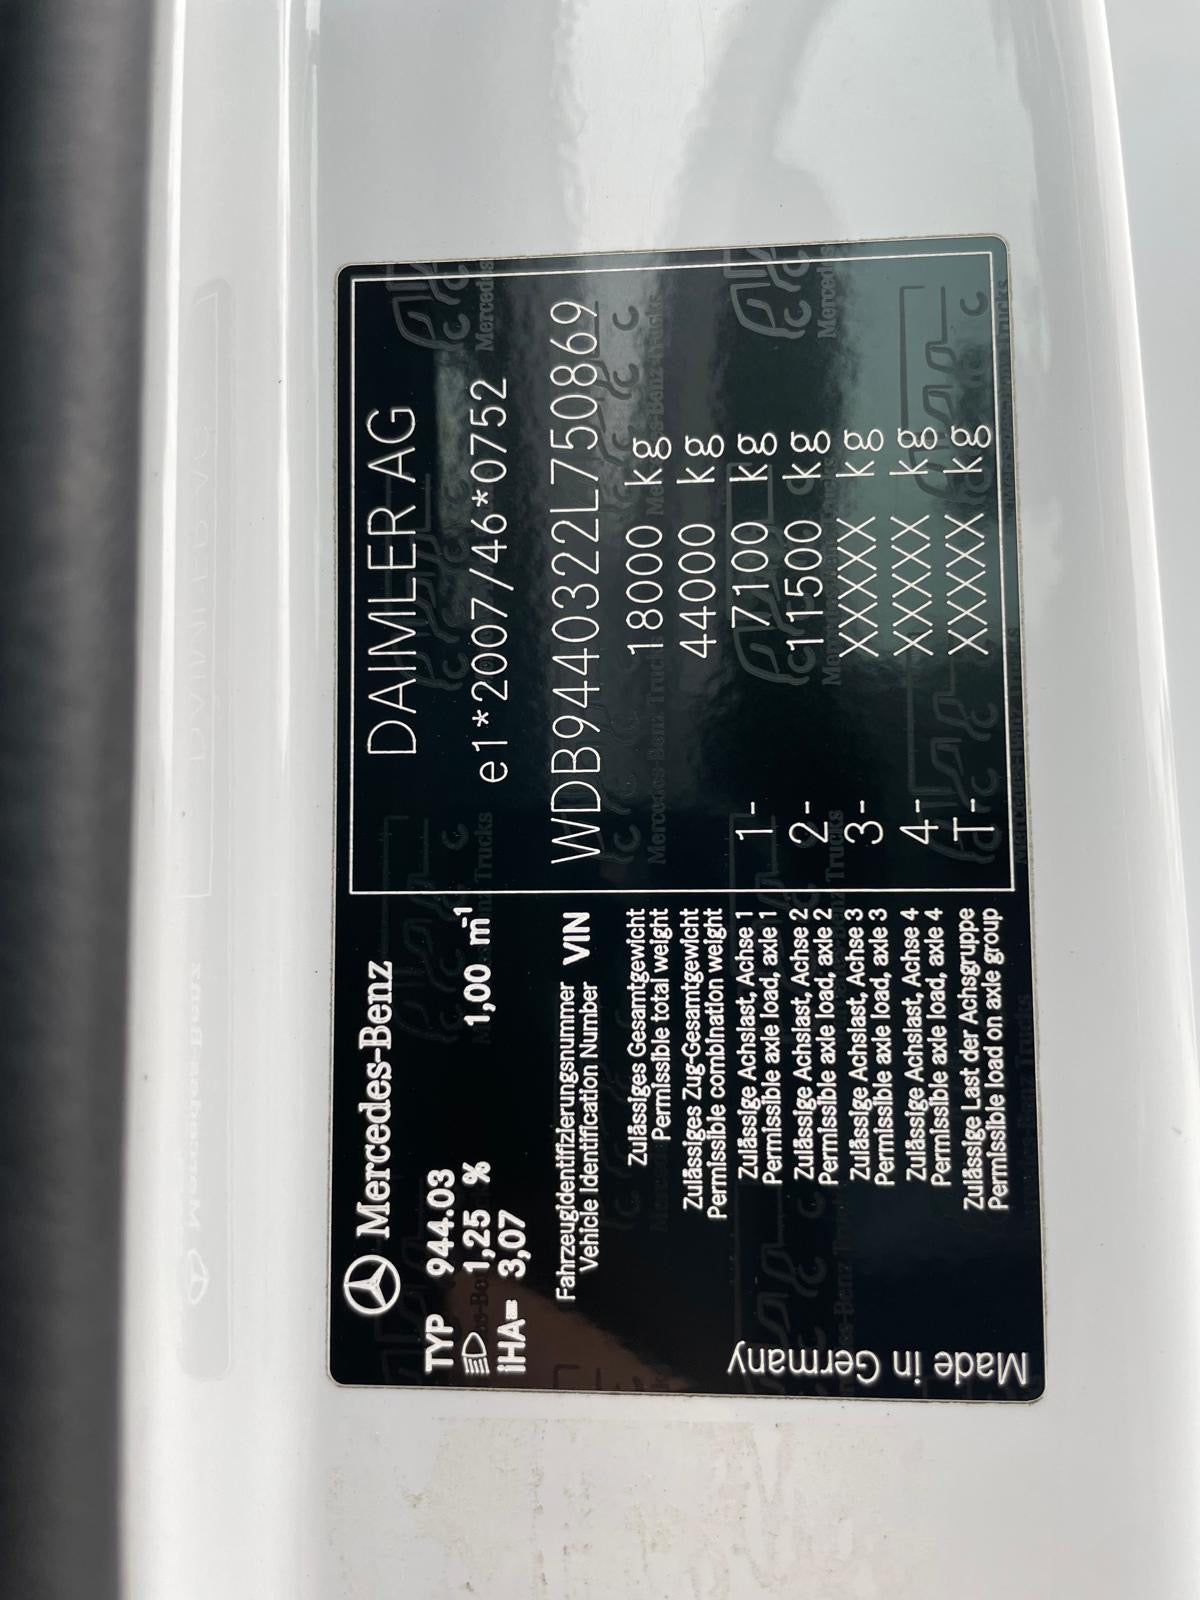 Mercedes-Benz
DAIMLER AG
TYP 944.03
1,25 % 1,00 m-1
e1*2007/46*0752
iHA= 3,07
Fahrzeugidentifizierungsnummer
Vehicle Identification Number VIN
WDB9440322L750869
Zulässiges Gesamtgewicht
Permissible total weight
18000 kg
Zulässiges Zug-Gesamtgewicht
Permissible combination weight
44000 kg
Zulässige Achslast, Achse 1
Permissible axle load, axle 1
1- 7100 kg
Zulässige Achslast, Achse 2
Permissible axle load, axle 2
2- 11500 kg
Zulässige Achslast, Achse 3
Permissible axle load, axle 3
3- XXXXX kg
Zulässige Achslast, Achse 4
Permissible axle load, axle 4
4- XXXXX kg
Zulässige Last der Achsgruppe
Permissible load on axle group
T- XXXXX kg
Made in Germany